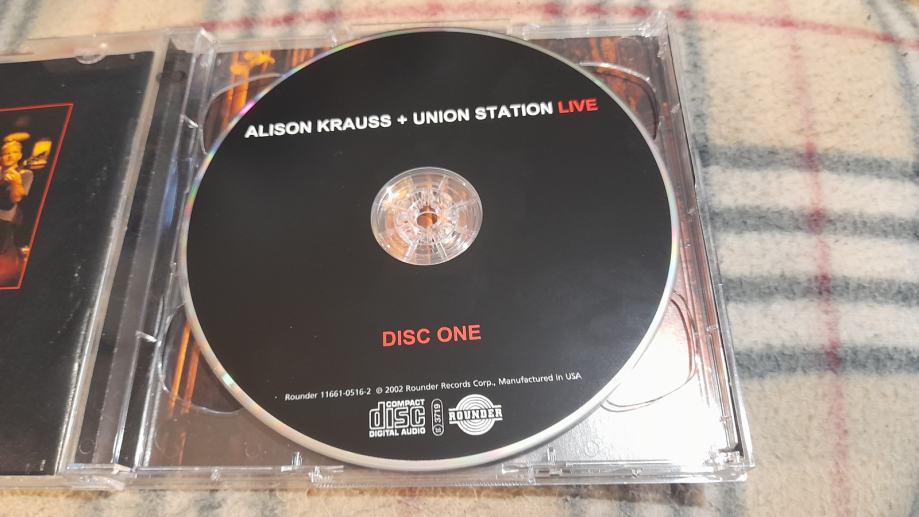 ALISON KRAUSS + UNION STATION LIVE
DISC ONE
Rounder 11661-0516-2 ℗ 2002 Rounder Records Corp., Manufactured in USA
COMPACT
disc
DIGITAL AUDIO
3719
ROUNDER